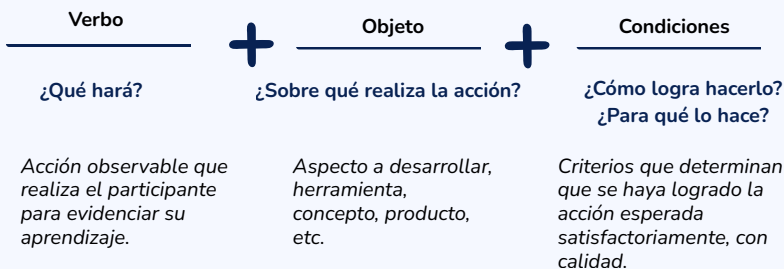 Verbo
Objeto
Condiciones
¿Qué hará?
¿Sobre qué realiza la acción?
¿Cómo logra hacerlo?
¿Para qué lo hace?
Acción observable que
realiza el participante
para evidenciar su
aprendizaje.
Aspecto a desarrollar,
herramienta,
concepto, producto,
etc.
Criterios que determinan
que se haya logrado la
acción esperada
satisfactoriamente, con
calidad.